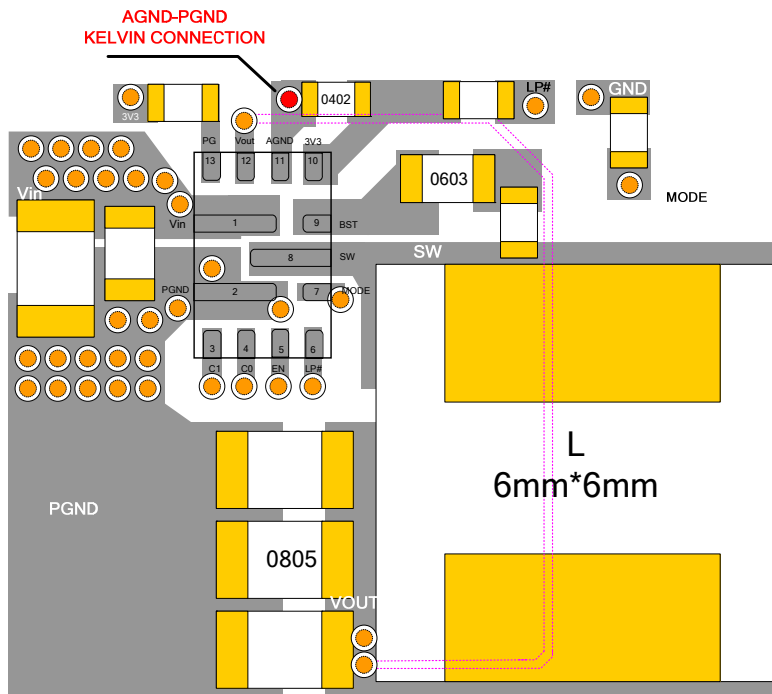 AGND-PGND
KELVIN CONNECTION
LP#
GND
3V3
0402
PG
Vout
AGND
3V3
13
12
11
10
0603
Vin
MODE
Vin
1
9
BST
8
SW
SW
PGND
2
7
MODE
3
4
5
6
C1
C0
EN
LP#
L
6mm*6mm
PGND
0805
VOUT